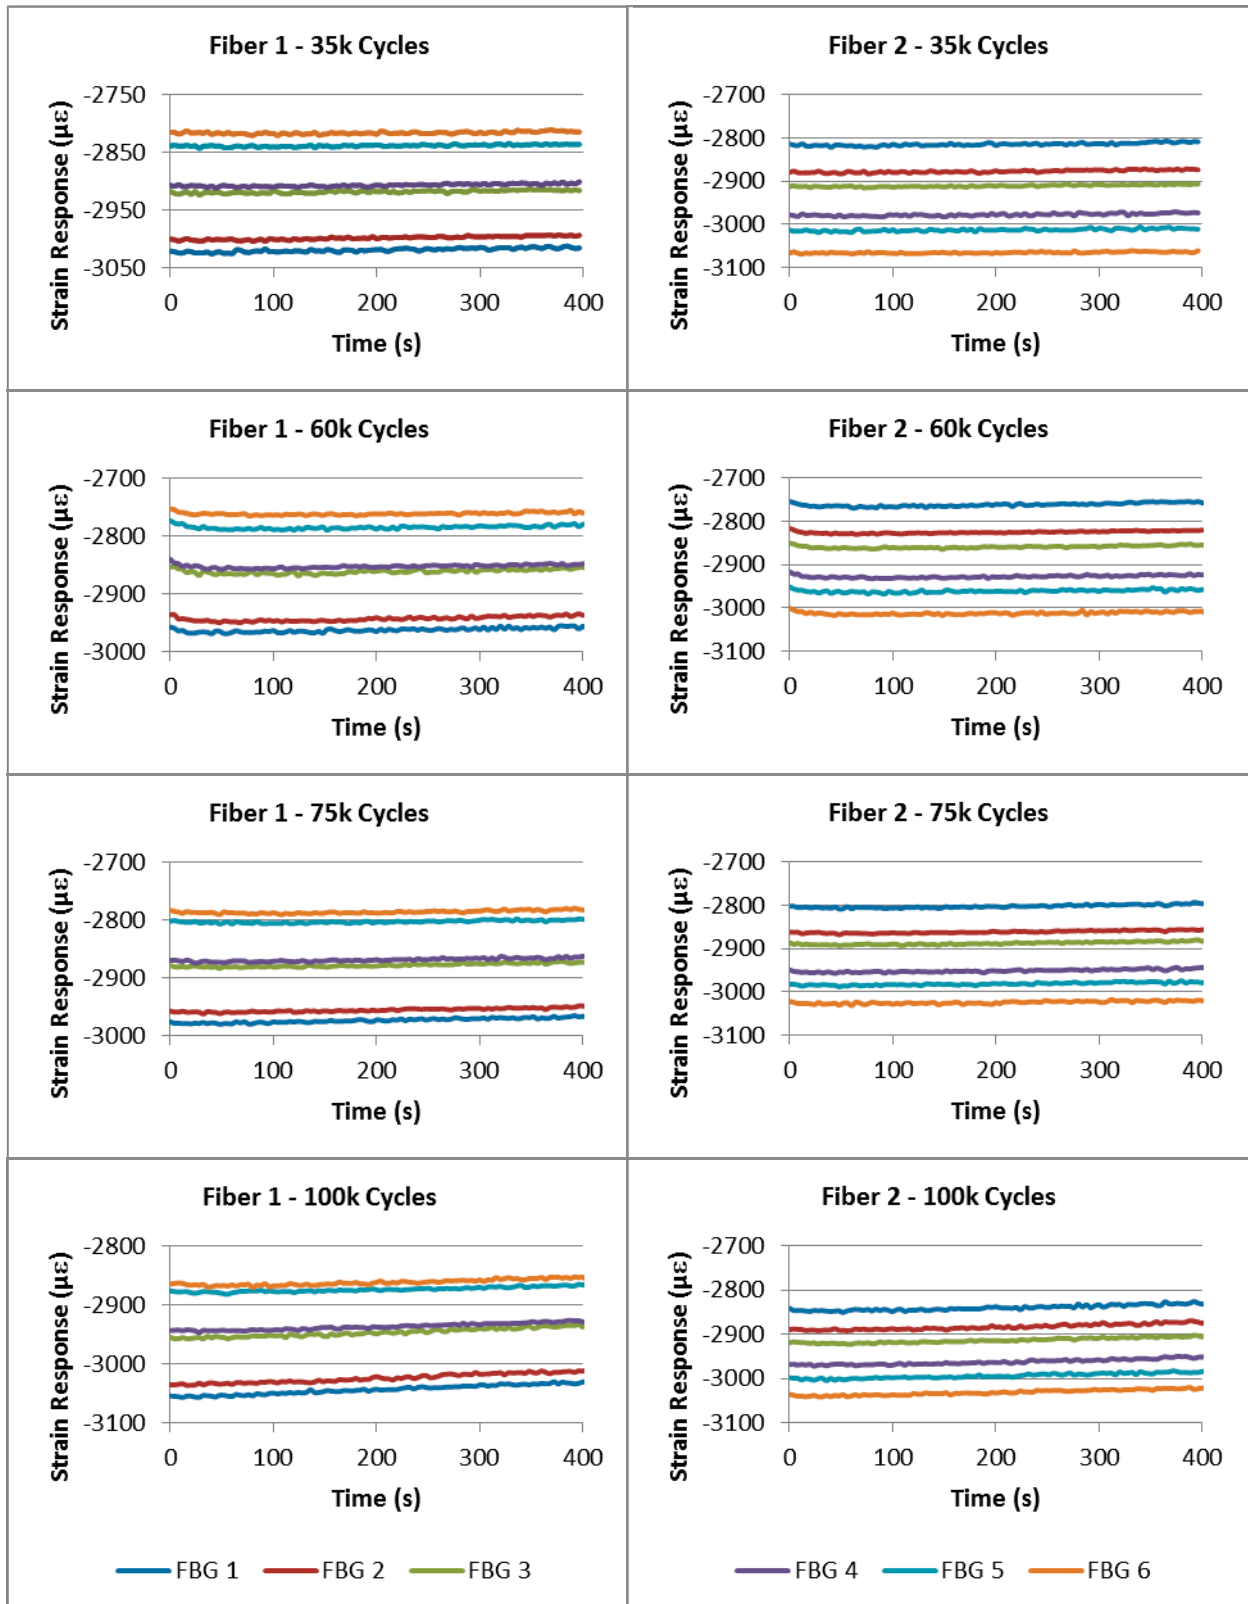 Fiber 1 - 35k Cycles
Strain Response (με)
-2750
-2850
-2950
-3050
0 100 200 300 400
Time (s)
Fiber 2 - 35k Cycles
Strain Response (με)
-2700
-2800
-2900
-3000
-3100
0 100 200 300 400
Time (s)
Fiber 1 - 60k Cycles
Strain Response (με)
-2700
-2800
-2900
-3000
0 100 200 300 400
Time (s)
Fiber 2 - 60k Cycles
Strain Response (με)
-2700
-2800
-2900
-3000
-3100
0 100 200 300 400
Time (s)
Fiber 1 - 75k Cycles
Strain Response (με)
-2700
-2800
-2900
-3000
0 100 200 300 400
Time (s)
Fiber 2 - 75k Cycles
Strain Response (με)
-2700
-2800
-2900
-3000
-3100
0 100 200 300 400
Time (s)
Fiber 1 - 100k Cycles
Strain Response (με)
-2800
-2900
-3000
-3100
0 100 200 300 400
Time (s)
Fiber 2 - 100k Cycles
Strain Response (με)
-2700
-2800
-2900
-3000
-3100
0 100 200 300 400
Time (s)
FBG 1 FBG 2 FBG 3 FBG 4 FBG 5 FBG 6